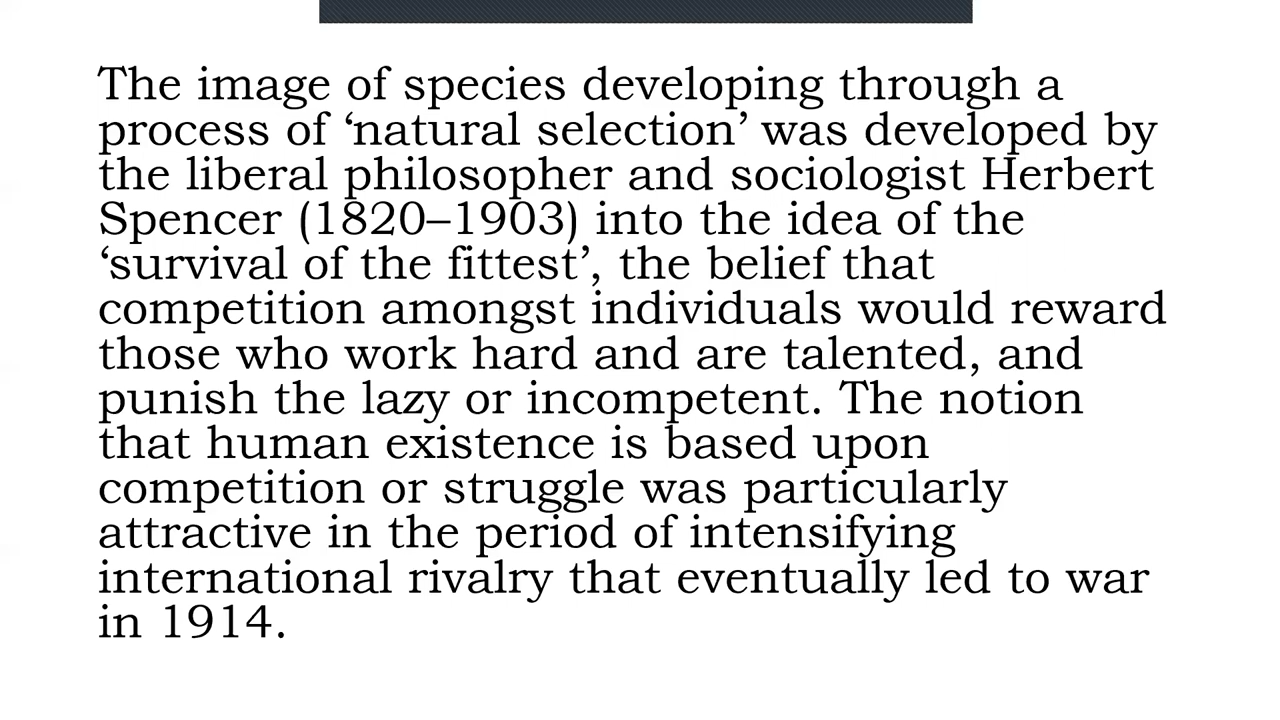 The image of species developing through a
process of ‘natural selection’ was developed by
the liberal philosopher and sociologist Herbert
Spencer (1820–1903) into the idea of the
‘survival of the fittest’, the belief that
competition amongst individuals would reward
those who work hard and are talented, and
punish the lazy or incompetent. The notion
that human existence is based upon
competition or struggle was particularly
attractive in the period of intensifying
international rivalry that eventually led to war
in 1914.